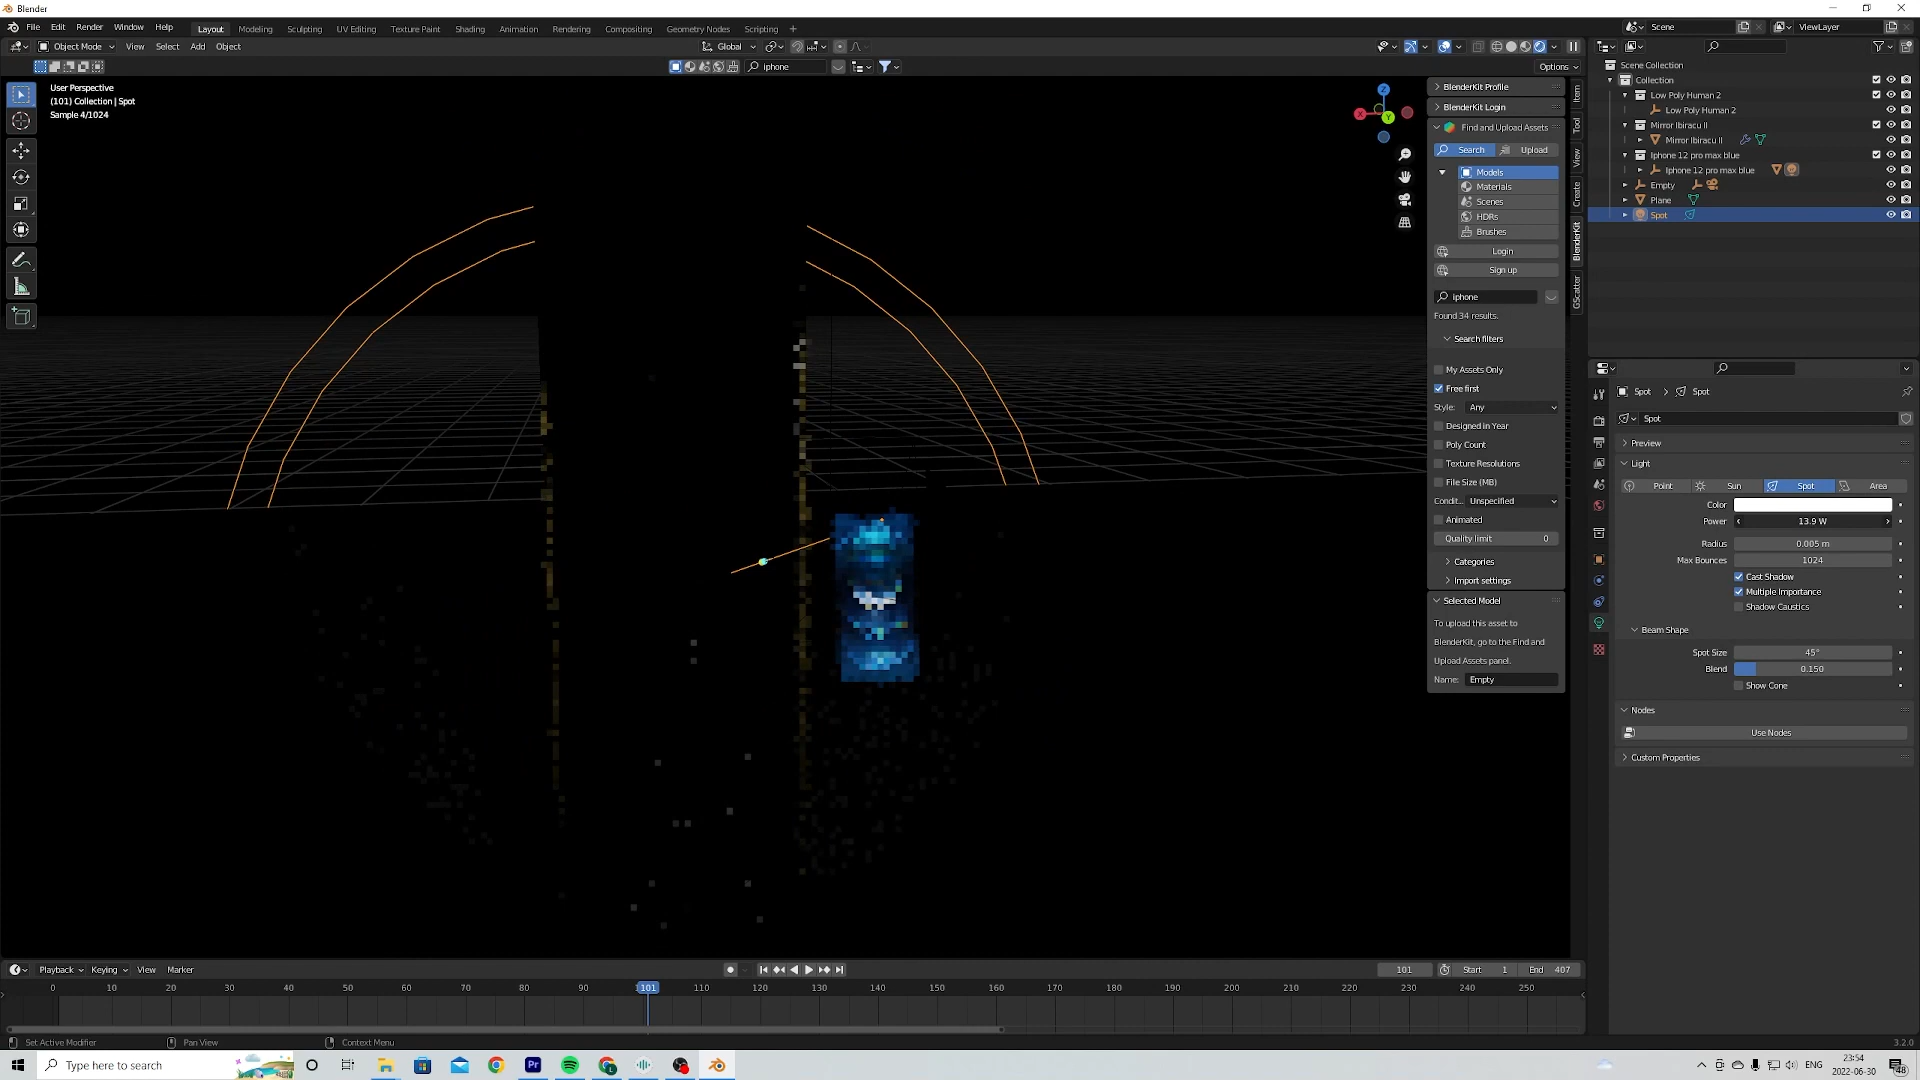 Blender
File Edit Render Window Help Layout Modeling Sculpting UV Editing Texture Paint Shading Animation Rendering Compositing Geometry Nodes Scripting + Scene ViewLayer
Object Mode View Select Add Object Global
iphone Options
User Perspective
(101) Collection | Spot
Sample 4/1024
Z
X
Y
BlenderKit Profile
BlenderKit Login
Find and Upload Assets
Search Upload
Models
Materials
Scenes
HDRs
Brushes
Login
Sign up
iphone
Found 34 results.
Search filters
My Assets Only
Free first
Style: Any
Designed in Year
Poly Count
Texture Resolutions
File Size (MB)
Condit... Unspecified
Animated
Quality limit 0
Categories
Import settings
Selected Model
To upload this asset to
BlenderKit, go to the Find and
Upload Assets panel.
Name: Empty
Item
Tool
View
Create
BlenderKit
GScatter
Scene Collection
Collection
Low Poly Human 2
Low Poly Human 2
Mirror Ibiracu II
Mirror Ibiracu II
Iphone 12 pro max blue
Iphone 12 pro max blue
Empty
Plane
Spot
Spot > Spot
Spot
Preview
Light
Point Sun Spot Area
Color
Power 13.9 W
Radius 0.005 m
Max Bounces 1024
Cast Shadow
Multiple Importance
Shadow Caustics
Beam Shape
Spot Size 45°
Blend 0.150
Show Cone
Nodes
Use Nodes
Custom Properties
Playback Keying View Marker 101 Start 1 End 407
0 10 20 30 40 50 60 70 80 90 101 110 120 130 140 150 160 170 180 190 200 210 220 230 240 250
Set Active Modifier Pan View Context Menu 3.2.0
Type here to search Pr ENG 23:54
2022-06-30 48